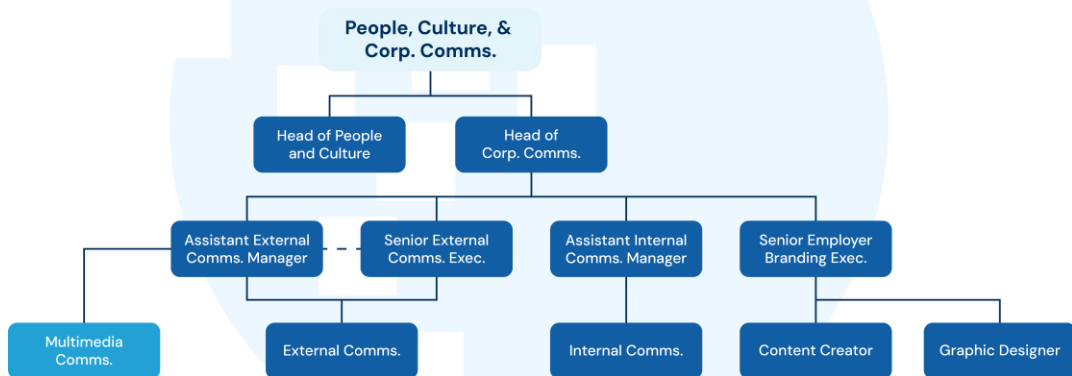 People, Culture, &
Corp. Comms.
Head of People
and Culture
Head of
Corp. Comms.
Assistant External
Comms. Manager
Senior External
Comms. Exec.
Assistant Internal
Comms. Manager
Senior Employer
Branding Exec.
Multimedia
Comms.
External Comms.
Internal Comms.
Content Creator
Graphic Designer